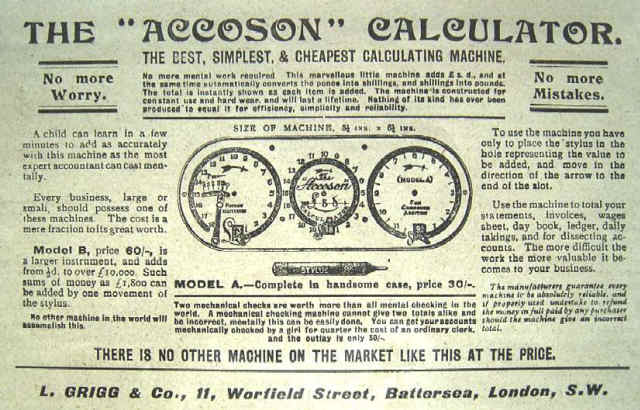 THE "ACCOSON" CALCULATOR.
THE BEST, SIMPLEST, & CHEAPEST CALCULATING MACHINE.
No more
Worry.
No more mental work required This marvellous little machine adds £ s. d., and at
the same time automatically converts the pence into shillings, and shillings into pounds.
The total is instantly shown as each item is added. The machine is constructed for
constant use and hard wear, and will last a lifetime. Nothing of its kind has ever been
produced to equal it for efficiency, simplicity and reliability.
No more
Mistakes.
A child can learn in a few
minutes to add as accurately
with this machine as the most
expert accountant can cast men-
tally.
Every business, large or
small, should possess one of
these machines. The cost is a
mere fraction to its great worth.
Model B, price 60/-, is
a larger instrument, and adds
from ½d. to over £10,000. Such
sums of money as £1,800 can
be added by one movement of
the stylus.
No other machine in the world will
accomplish this.
SIZE OF MACHINE, 5½ INS. X 6½ INS.
The
Accoson
(MODEL A.)
STYLUS
MODEL A.—Complete in handsome case, price 30/-.
Two mechanical checks are worth more than all mental checking in the
world. A mechanical checking machine cannot give two totals alike and
be incorrect, mentally this can be easily done. You can get your accounts
mechanically checked by a girl for quarter the cost of an ordinary clerk,
and the outlay is only 30/-.
To use the machine you have
only to place the stylus in the
hole representing the value to
be added, and move in the
direction of the arrow to the
end of the slot.
Use the machine to total your
statements, invoices, wages
sheet, day book, ledger, daily
takings, and for dissecting ac-
counts. The more difficult the
work the more valuable it be-
comes to your business.
The manufacturers guarantee every
machine to be absolutely reliable, and
if properly used undertake to refund
the money in full paid by any purchaser
should the machine give an incorrect
total.
THERE IS NO OTHER MACHINE ON THE MARKET LIKE THIS AT THE PRICE.
L. GRIGG & Co., 11, Worfield Street, Battersea, London, S.W.